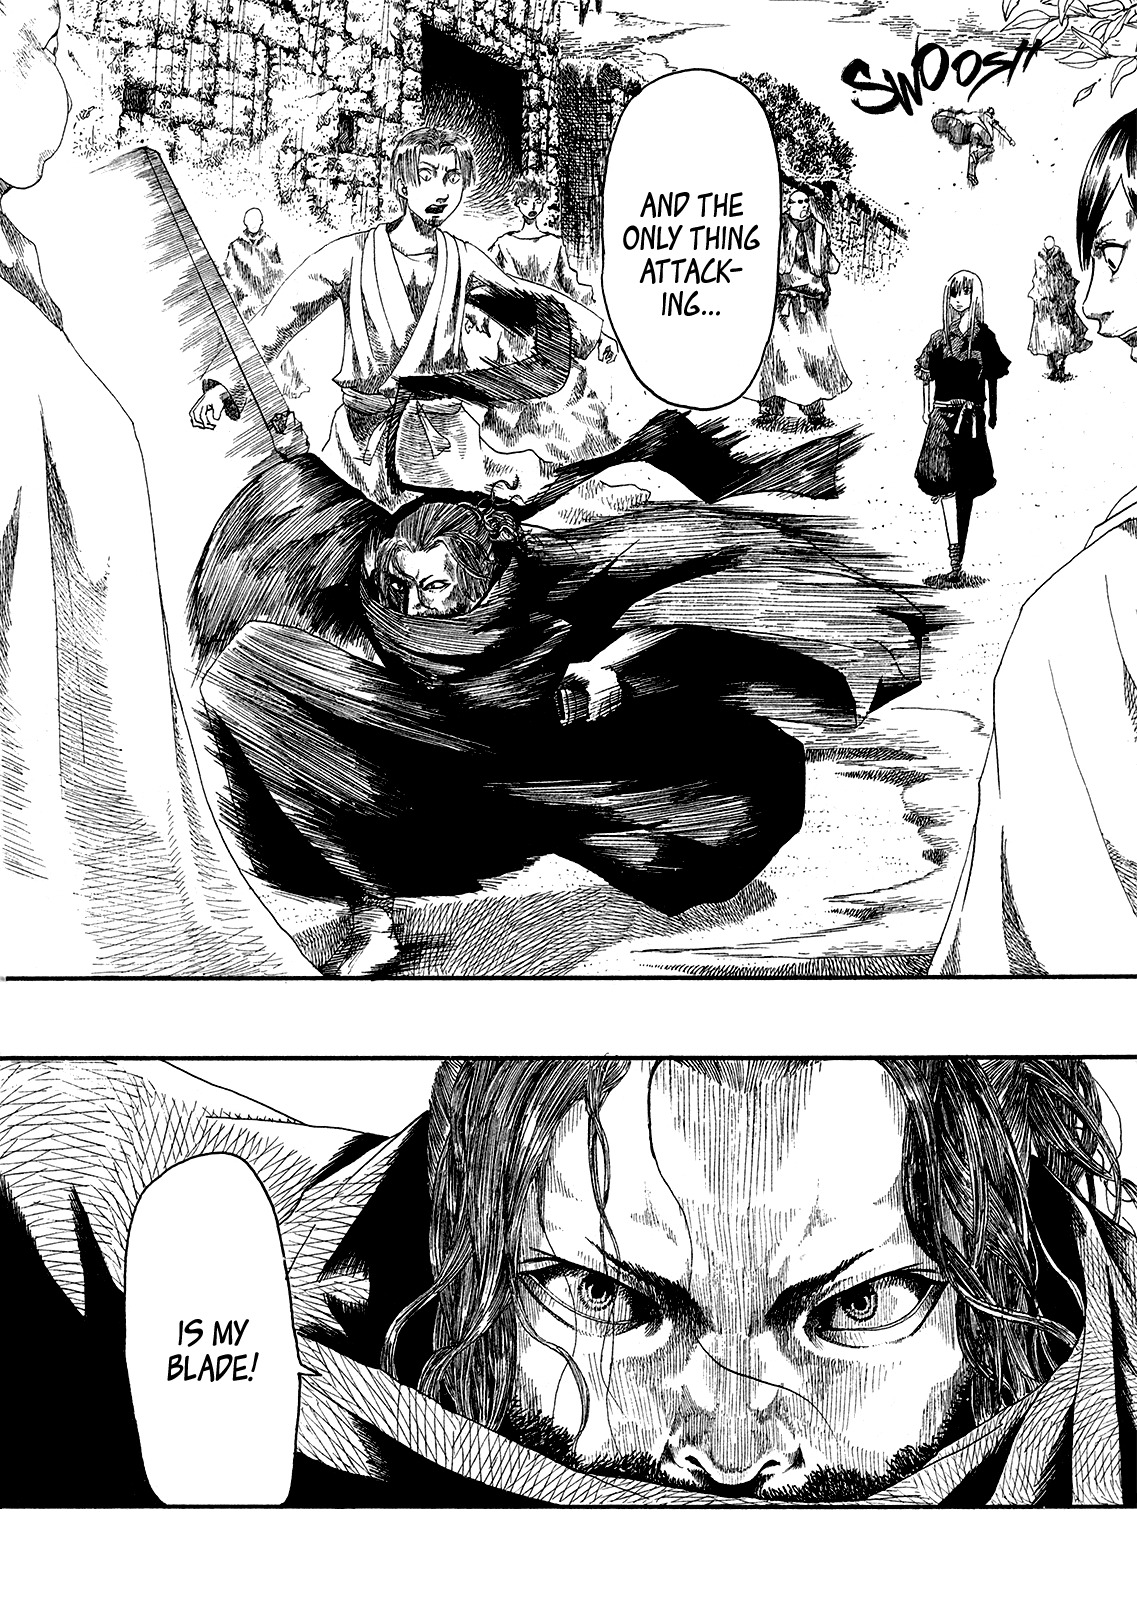 SWOOSH
AND THE
ONLY THING
ATTACK-
ING...
IS MY
BLADE!